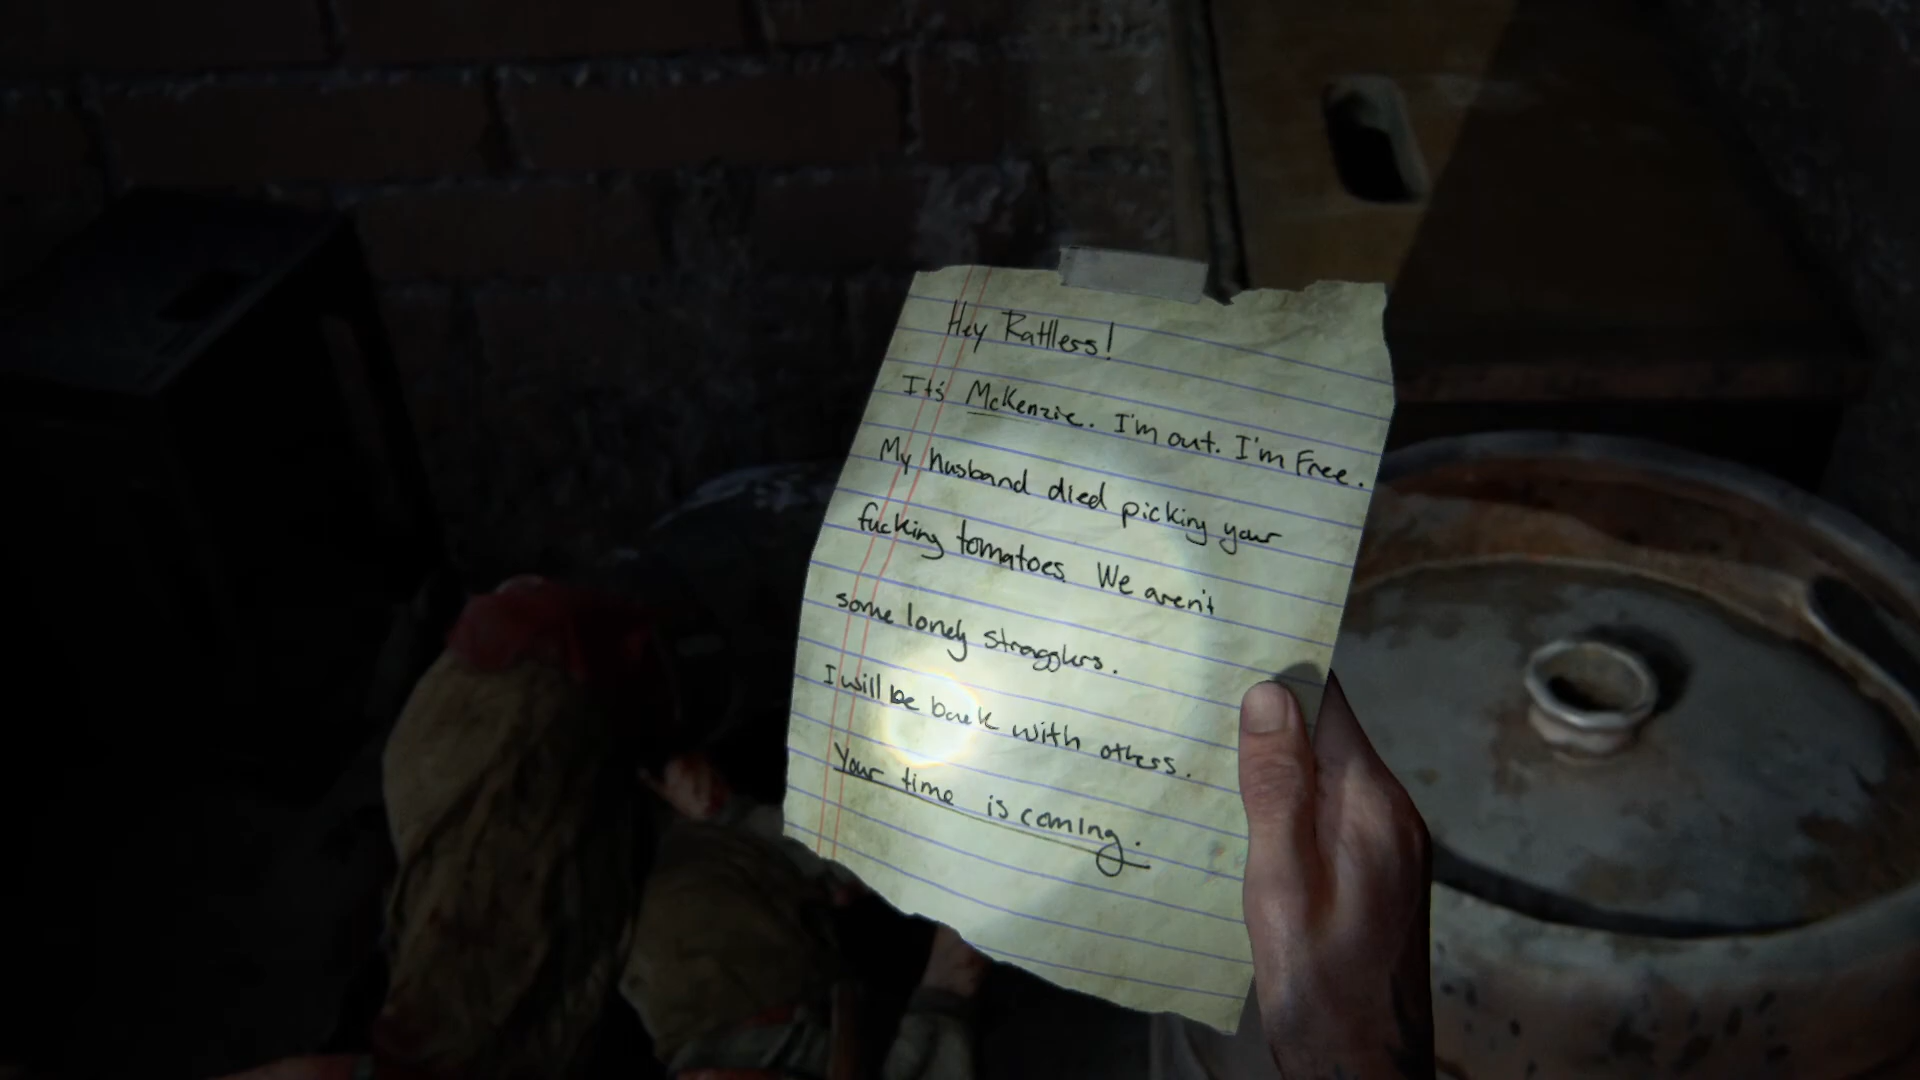 Hey Rattlers!
It's McKenzie. I'm out. I'm Free.
My husband died picking your
fucking tomatoes. We aren't
some lonely stragglers.
I will be back with others.
Your time is coming.